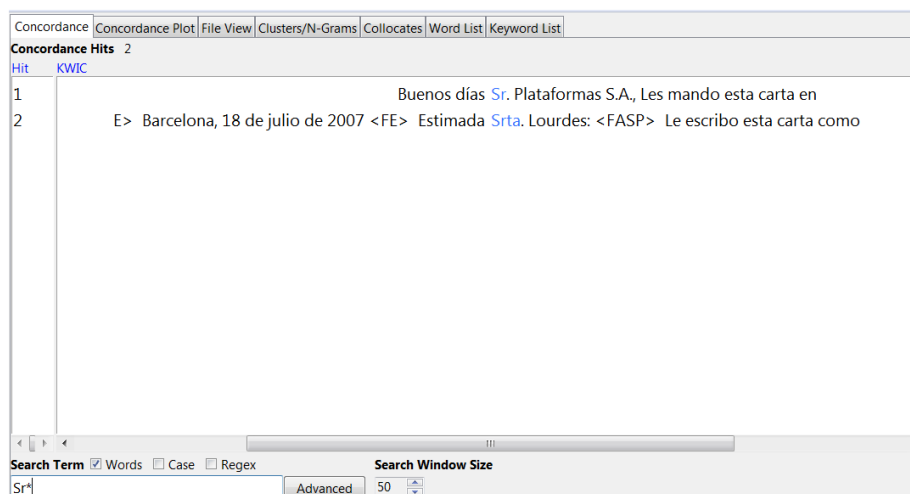 Concordance Concordance Plot File View Clusters/N-Grams Collocates Word List Keyword List
Concordance Hits 2
Hit KWIC
1 Buenos días Sr. Plataformas S.A., Les mando esta carta en
2 E> Barcelona, 18 de julio de 2007 <FE> Estimada Srta. Lourdes: <FASP> Le escribo esta carta como
Search Term Words Case Regex Search Window Size
Sr* Advanced 50